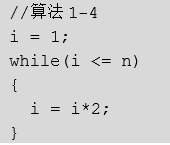 //算法1-4
i = 1;
while(i <= n)
{
  i = i*2;
}